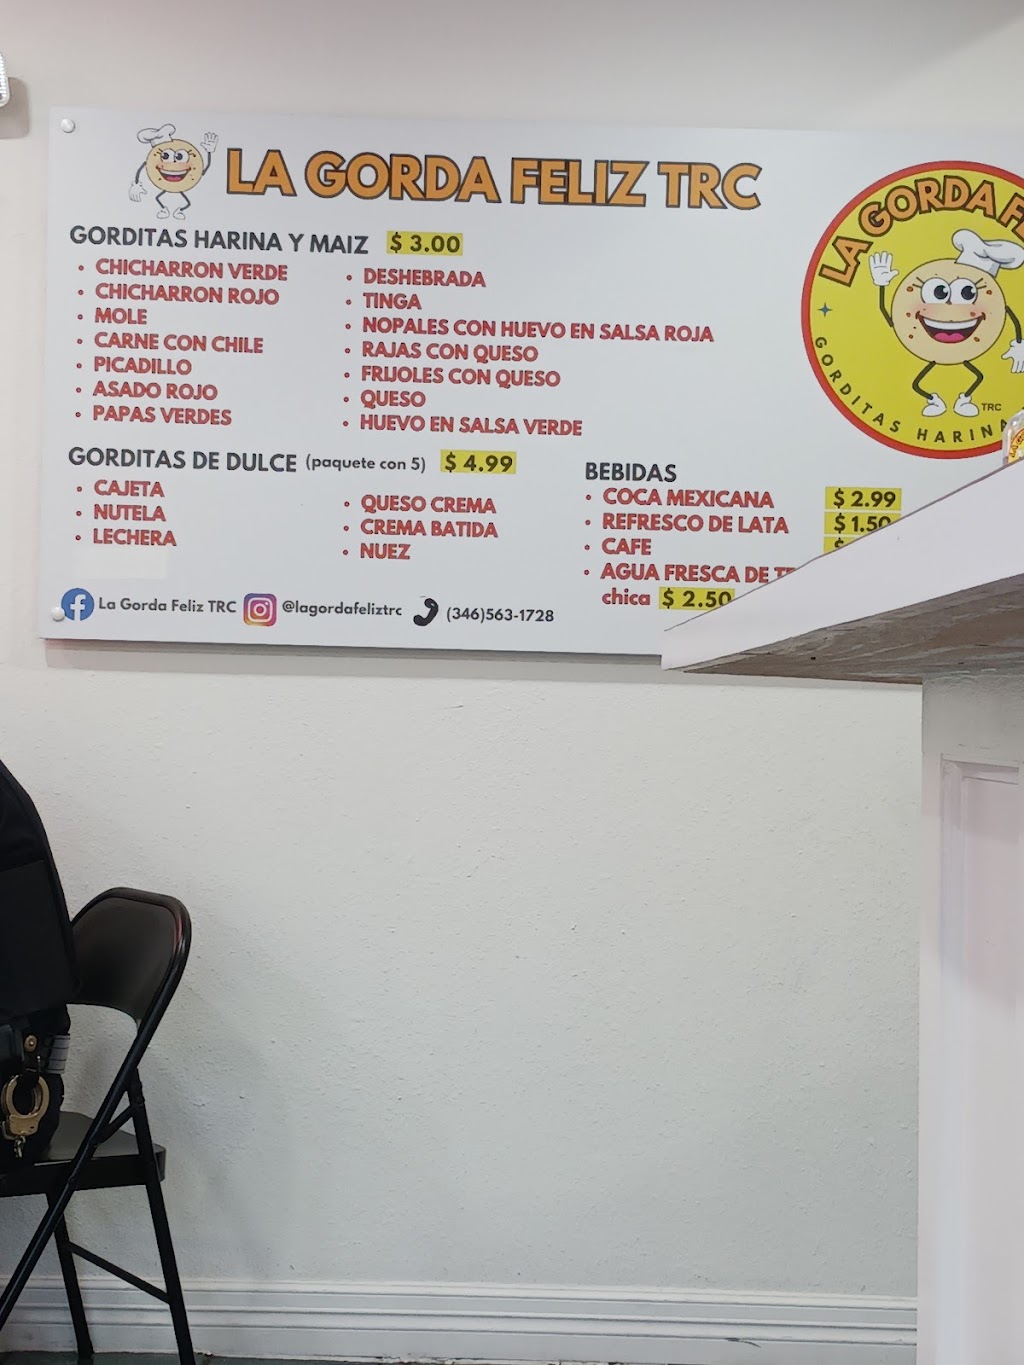 LA GORDA FELIZ TRC
GORDITAS HARINA Y MAIZ $ 3.00
• CHICHARRON VERDE
• CHICHARRON ROJO
• MOLE
• CARNE CON CHILE
• PICADILLO
• ASADO ROJO
• PAPAS VERDES
• DESHEBRADA
• TINGA
• NOPALES CON HUEVO EN SALSA ROJA
• RAJAS CON QUESO
• FRIJOLES CON QUESO
• QUESO
• HUEVO EN SALSA VERDE
GORDITAS DE DULCE (paquete con 5) $ 4.99
• CAJETA
• NUTELA
• LECHERA
• QUESO CREMA
• CREMA BATIDA
• NUEZ
BEBIDAS
• COCA MEXICANA $ 2.99
• REFRESCO DE LATA $ 1.50
• CAFE $
• AGUA FRESCA DE
chica $ 2.50
La Gorda Feliz TRC @lagordafeliztrc (346)563-1728
LA GORDA
TRC
GORDITAS HARINA